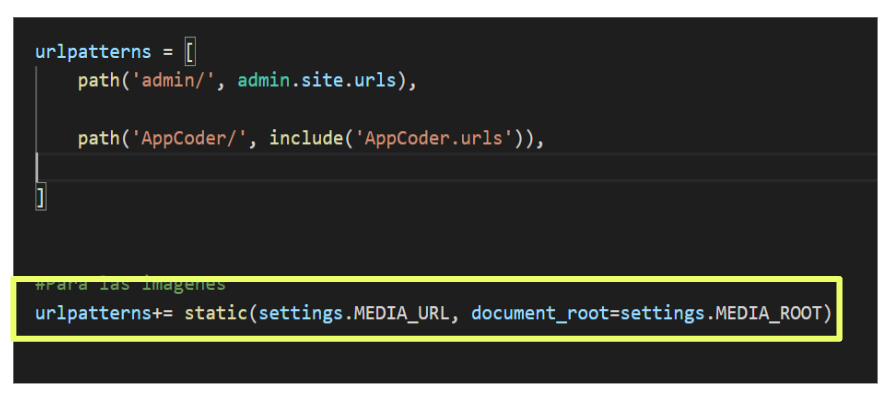 urlpatterns = [
    path('admin/', admin.site.urls),
    path('AppCoder/', include('AppCoder.urls')),
]
#Para las imagenes
urlpatterns+= static(settings.MEDIA_URL, document_root=settings.MEDIA_ROOT)